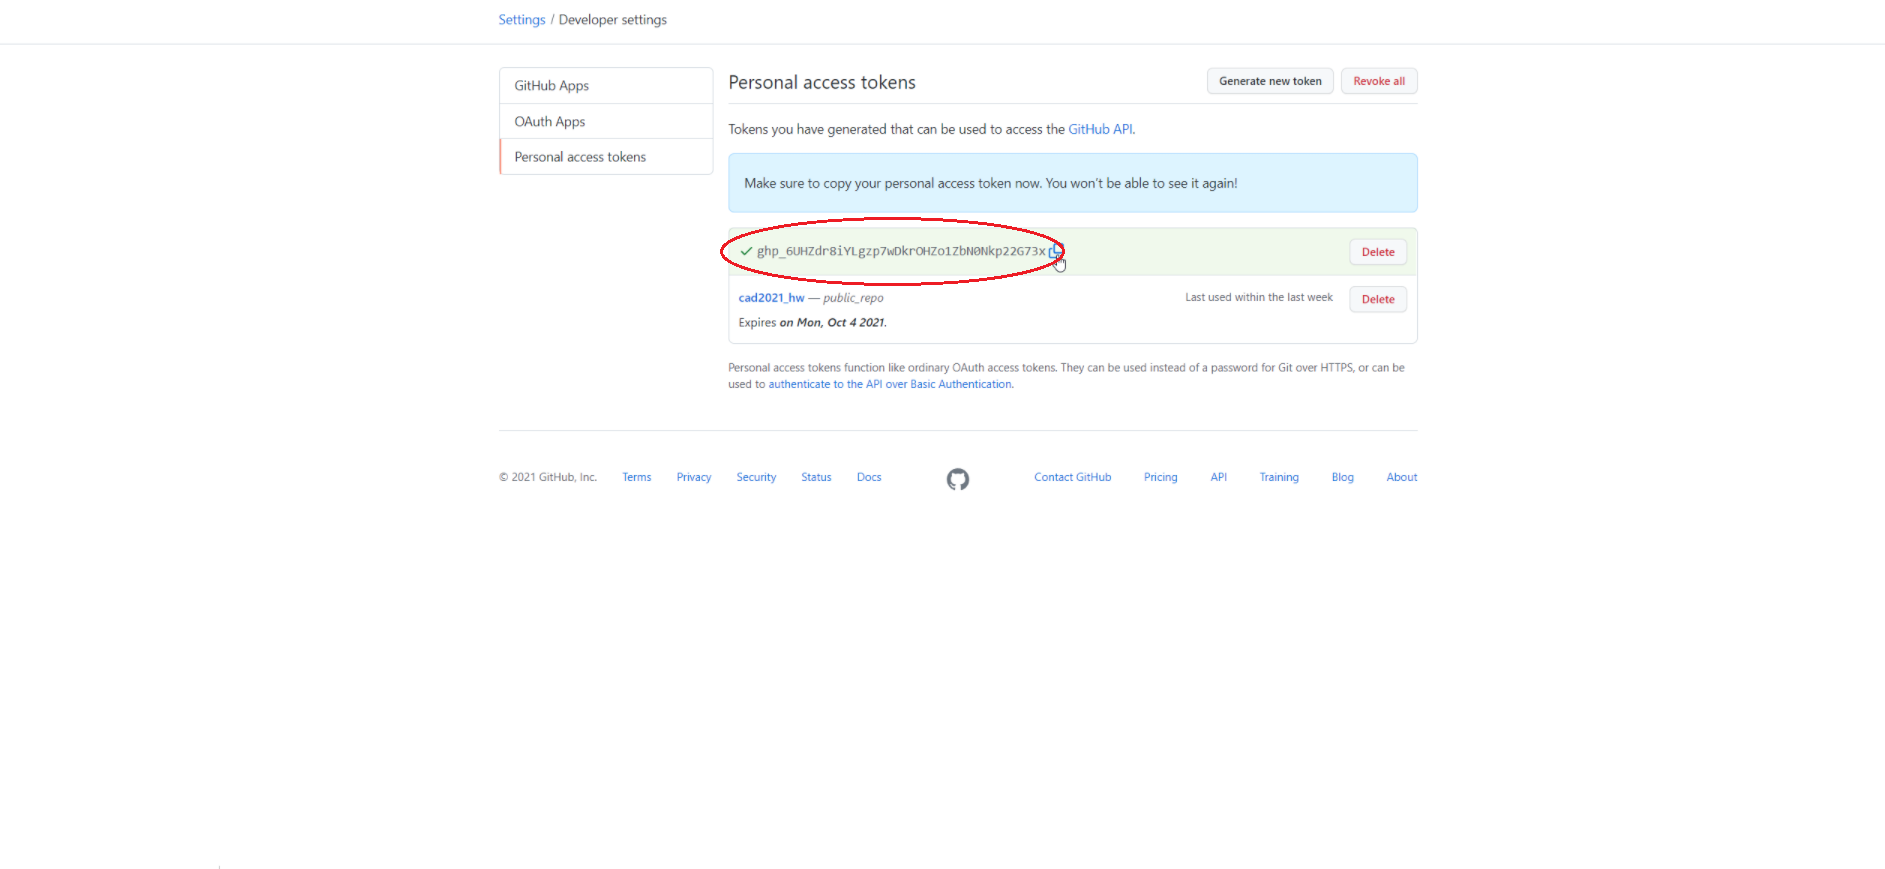 Settings / Developer settings
GitHub Apps
OAuth Apps
Personal access tokens
Personal access tokens
Generate new token
Revoke all
Tokens you have generated that can be used to access the GitHub API.
Make sure to copy your personal access token now. You won't be able to see it again!
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
Delete
cad2021_hw — public_repo
Last used within the last week
Delete
Expires on Mon, Oct 4 2021.
Personal access tokens function like ordinary OAuth access tokens. They can be used instead of a password for Git over HTTPS, or can be
used to authenticate to the API over Basic Authentication.
© 2021 GitHub, Inc. Terms Privacy Security Status Docs Contact GitHub Pricing API Training Blog About